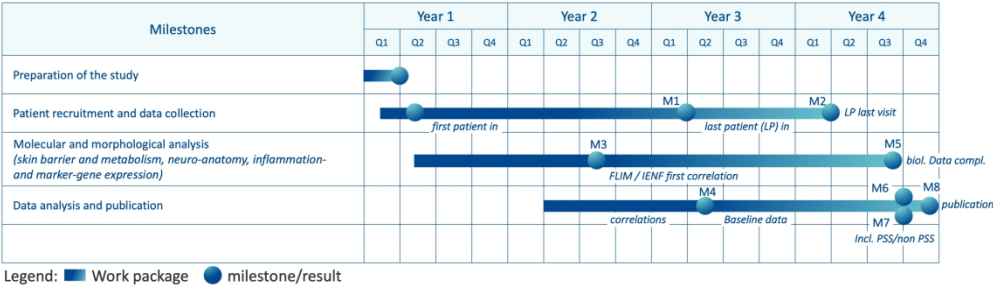 Milestones
Year 1 Year 2 Year 3 Year 4
Q1 Q2 Q3 Q4 Q1 Q2 Q3 Q4 Q1 Q2 Q3 Q4 Q1 Q2 Q3 Q4
Preparation of the study
M1 M2
Patient recruitment and data collection LP last visit
first patient in last patient (LP) in
Molecular and morphological analysis M3 M5
(skin barrier and metabolism, neuro-anatomy, inflammation- biol. Data compl.
and marker-gene expression) FLIM / IENF first correlation
M4 M6 M8
Data analysis and publication publication
correlations Baseline data M7
Incl. PSS/non PSS
Legend: Work package milestone/result